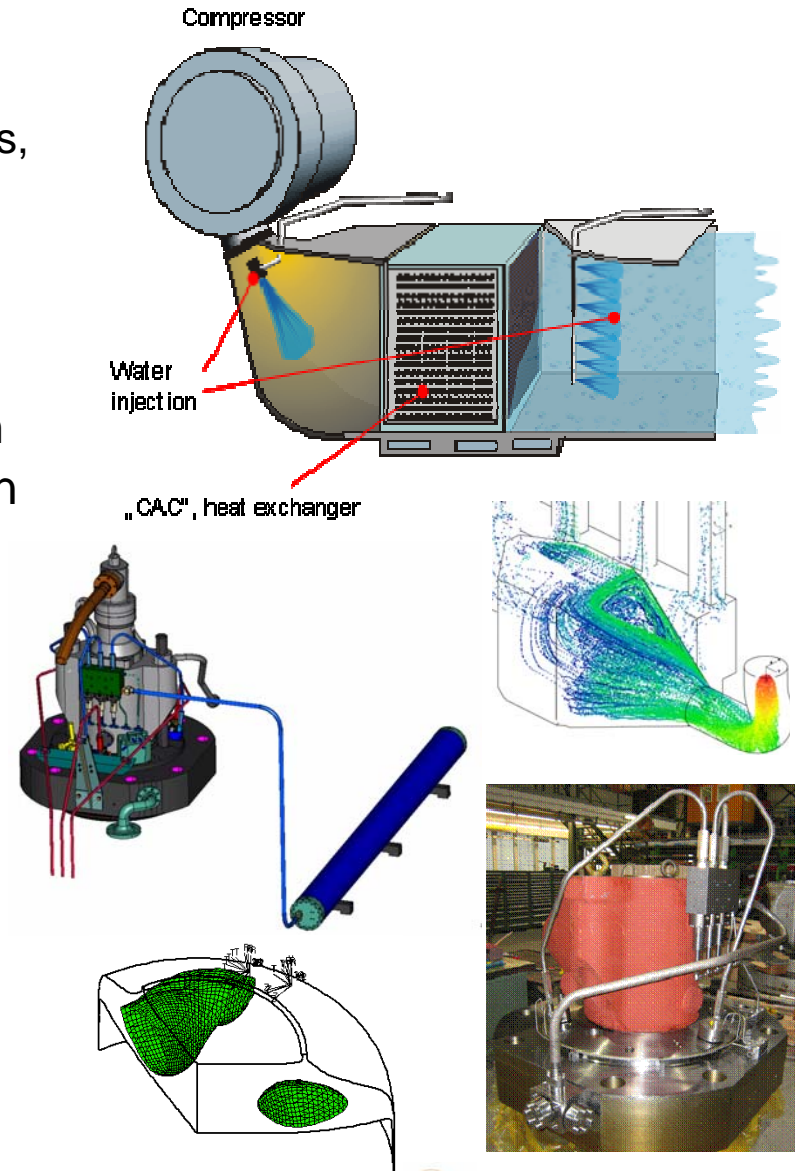 Compressor
s,
Water
injection
n
n
„CAC", heat exchanger